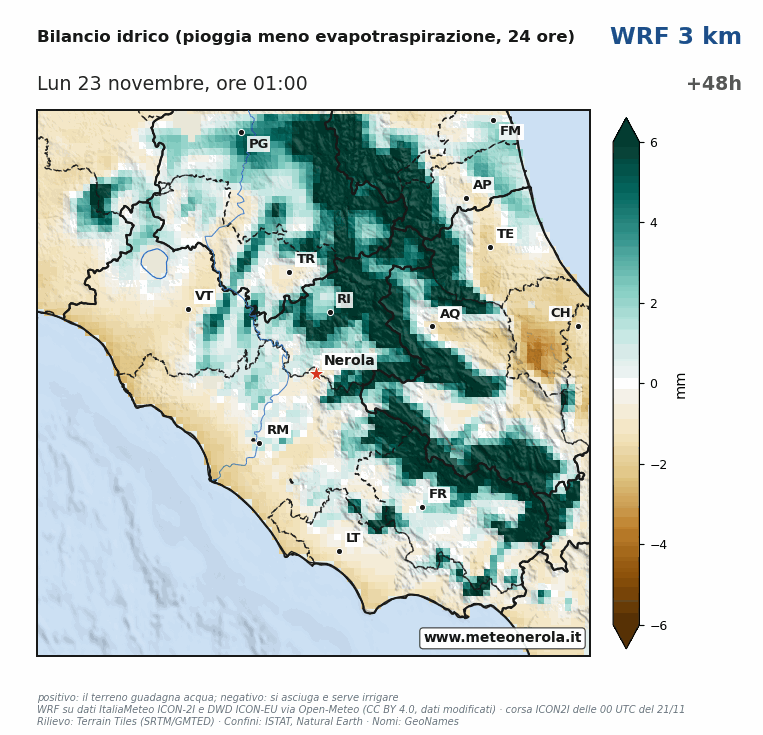 Bilancio idrico (pioggia meno evapotraspirazione, 24 ore)
WRF 3 km
Lun 23 novembre, ore 01:00
+48h
FM
PG
AP
TE
TR
VT
RI
AQ
CH
Nerola
RM
FR
LT
6
4
2
0
−2
−4
−6
mm
www.meteonerola.it
positivo: il terreno guadagna acqua; negativo: si asciuga e serve irrigare
WRF su dati ItaliaMeteo ICON-2I e DWD ICON-EU via Open-Meteo (CC BY 4.0, dati modificati) · corsa ICON2I delle 00 UTC del 21/11
Rilievo: Terrain Tiles (SRTM/GMTED) · Confini: ISTAT, Natural Earth · Nomi: GeoNames